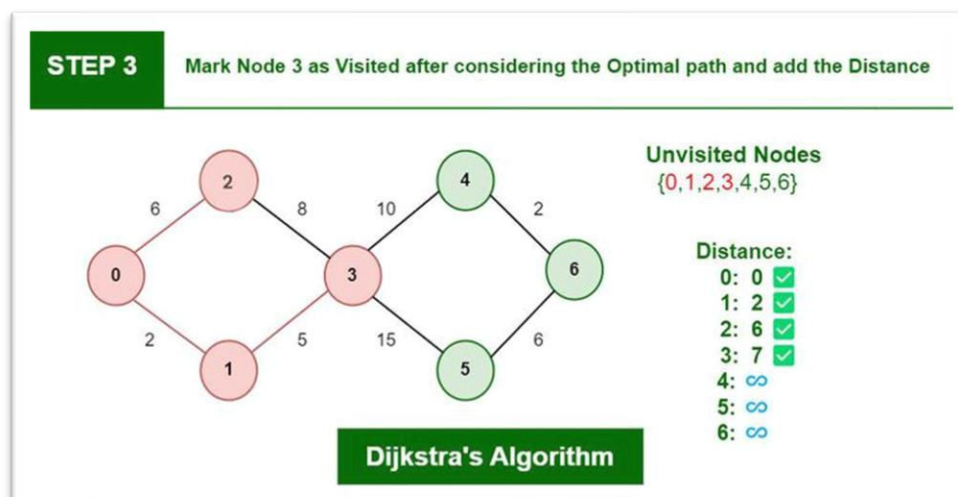 STEP 3
Mark Node 3 as Visited after considering the Optimal path and add the Distance
Unvisited Nodes
{0,1,2,3,4,5,6}
2
4
6
8
10
2
0
3
6
2
5
15
6
1
5
Distance:
0: 0 ✅
1: 2 ✅
2: 6 ✅
3: 7 ✅
4: ∞
5: ∞
6: ∞
Dijkstra's Algorithm